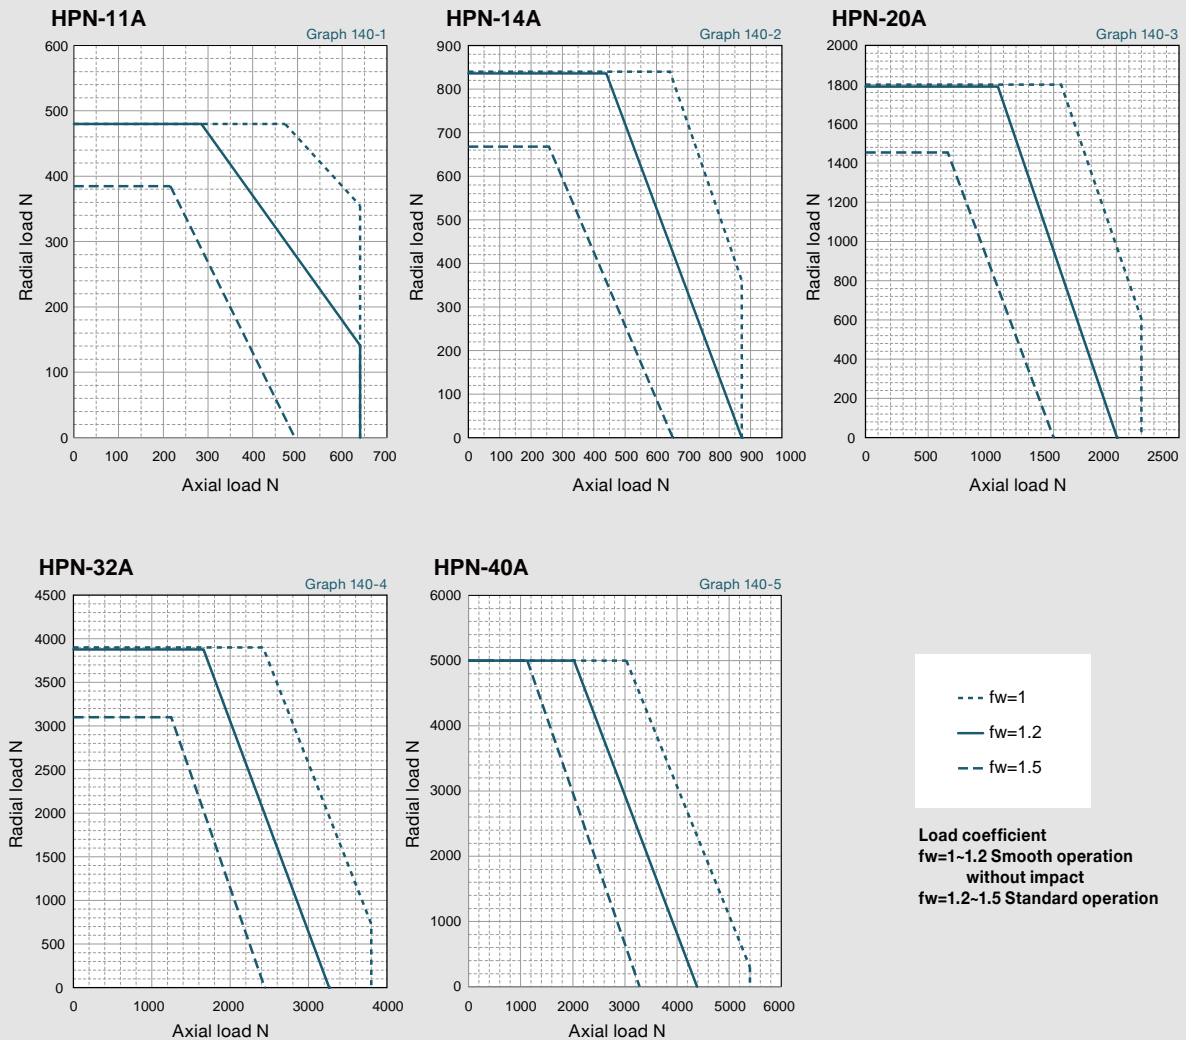 HPN-11A
Graph 140-1
600
500
400
300
200
100
0
Radial load N
0 100 200 300 400 500 600 700
Axial load N
HPN-14A
Graph 140-2
900
800
700
600
500
400
300
200
100
0
Radial load N
0 100 200 300 400 500 600 700 800 900 1000
Axial load N
HPN-20A
Graph 140-3
2000
1800
1600
1400
1200
1000
800
600
400
200
0
Radial load N
0 500 1000 1500 2000 2500
Axial load N
HPN-32A
Graph 140-4
4500
4000
3500
3000
2500
2000
1500
1000
500
0
Radial load N
0 1000 2000 3000 4000
Axial load N
HPN-40A
Graph 140-5
6000
5000
4000
3000
2000
1000
0
Radial load N
0 1000 2000 3000 4000 5000 6000
Axial load N
fw=1
fw=1.2
fw=1.5
Load coefficient
fw=1~1.2 Smooth operation
without impact
fw=1.2~1.5 Standard operation